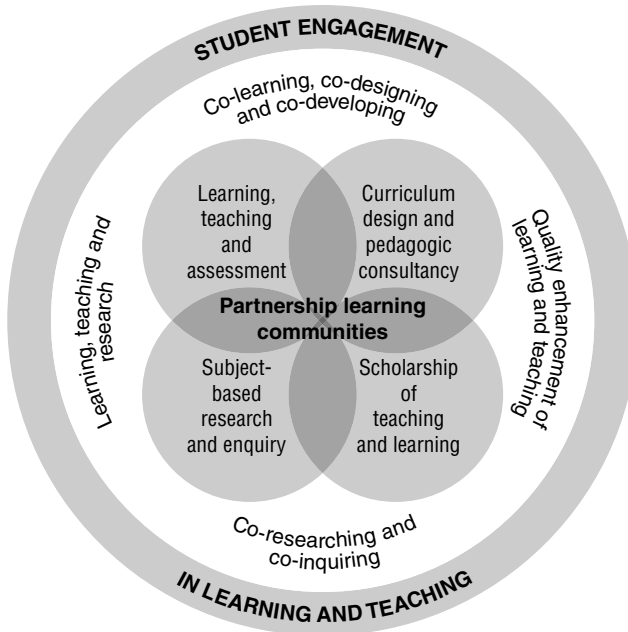 STUDENT ENGAGEMENT
Co-learning, co-designing
and co-developing
Learning,
teaching
and
assessment
Curriculum
design and
pedagogic
consultancy
Learning, teaching and
research
Quality enhancement of
learning and teaching
Partnership learning
communities
Subject-
based
research
and enquiry
Scholarship
of
teaching
and learning
Co-researching and
co-inquiring
IN LEARNING AND TEACHING